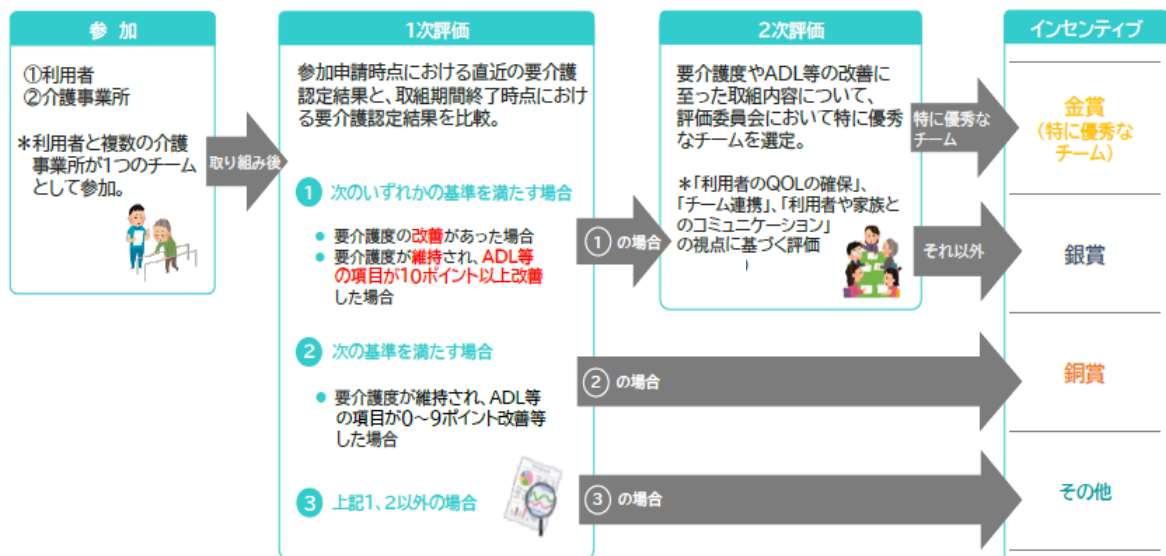 参 加
①利用者
②介護事業所
＊利用者と複数の介護
事業所が1つのチーム
として参加。
取り組み後
1次評価
参加申請時点における直近の要介護
認定結果と、取組期間終了時点におけ
る要介護認定結果を比較。
1 次のいずれかの基準を満たす場合
● 要介護度の改善があった場合
● 要介護度が維持され、ADL等
の項目が10ポイント以上改善
した場合
2 次の基準を満たす場合
● 要介護度が維持され、ADL等
の項目が0～9ポイント改善等
した場合
3 上記1、2以外の場合
① の場合
② の場合
③ の場合
2次評価
要介護度やADL等の改善に
至った取組内容について、
評価委員会において特に優秀
なチームを選定。
＊「利用者のQOLの確保」、
「チーム連携」、「利用者や家族と
のコミュニケーション」
の視点に基づく評価
)
特に優秀な
チーム
それ以外
インセンティブ
金賞
(特に優秀な
チーム)
銀賞
銅賞
その他